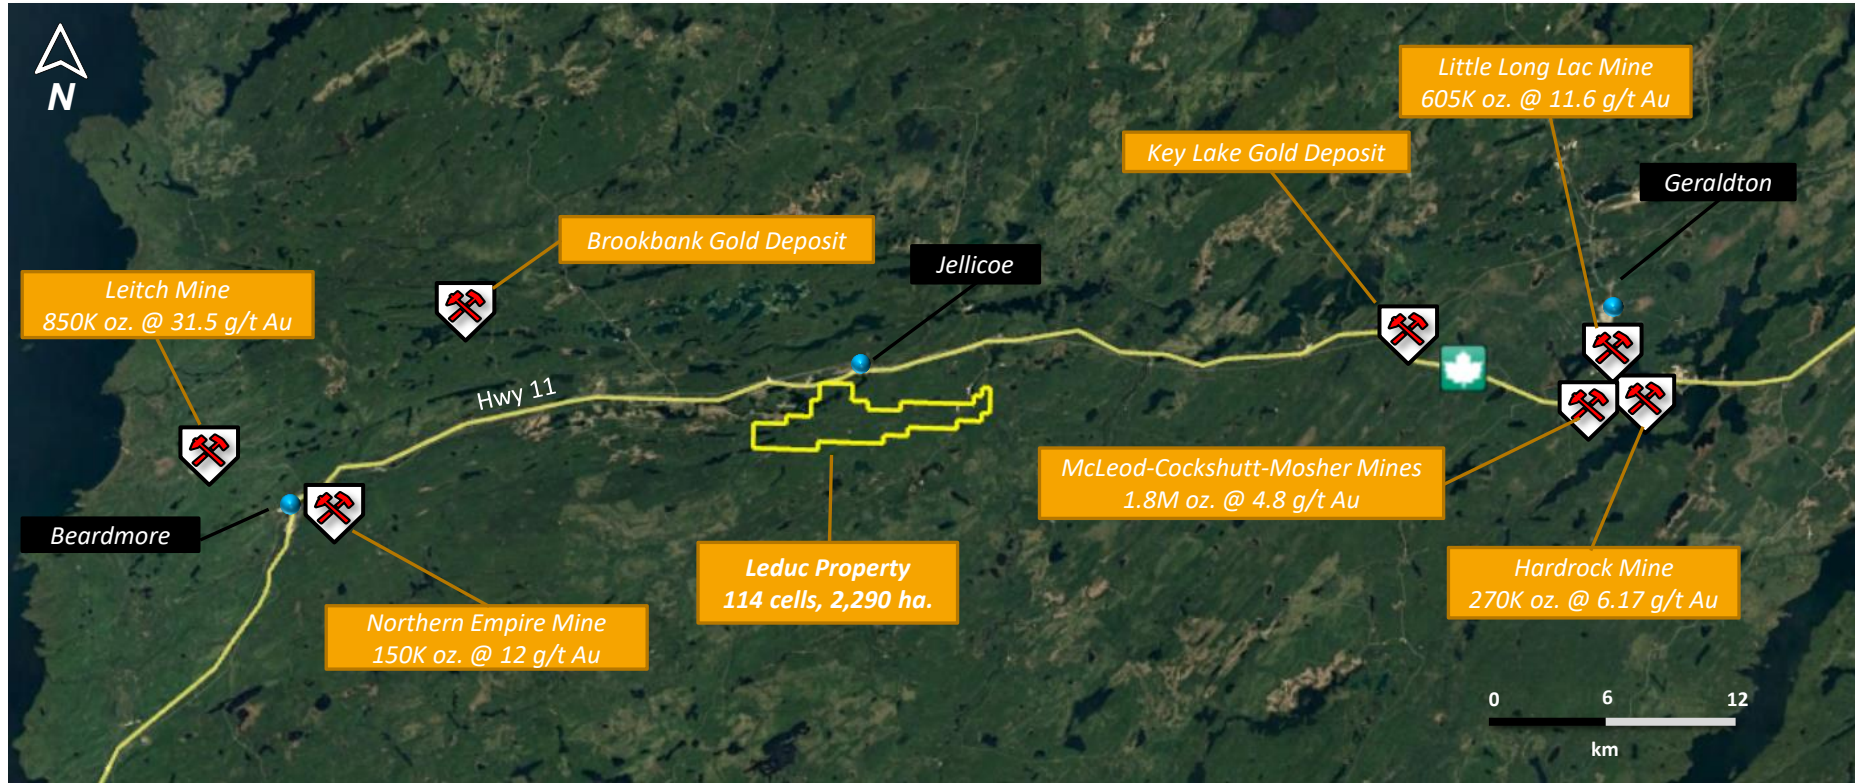 N
Little Long Lac Mine
605K oz. @ 11.6 g/t Au
Key Lake Gold Deposit
Geraldton
Brookbank Gold Deposit
Jellicoe
Leitch Mine
850K oz. @ 31.5 g/t Au
Hwy 11
McLeod-Cockshutt-Mosher Mines
1.8M oz. @ 4.8 g/t Au
Beardmore
Leduc Property
114 cells, 2,290 ha.
Hardrock Mine
270K oz. @ 6.17 g/t Au
Northern Empire Mine
150K oz. @ 12 g/t Au
0 6 12
km